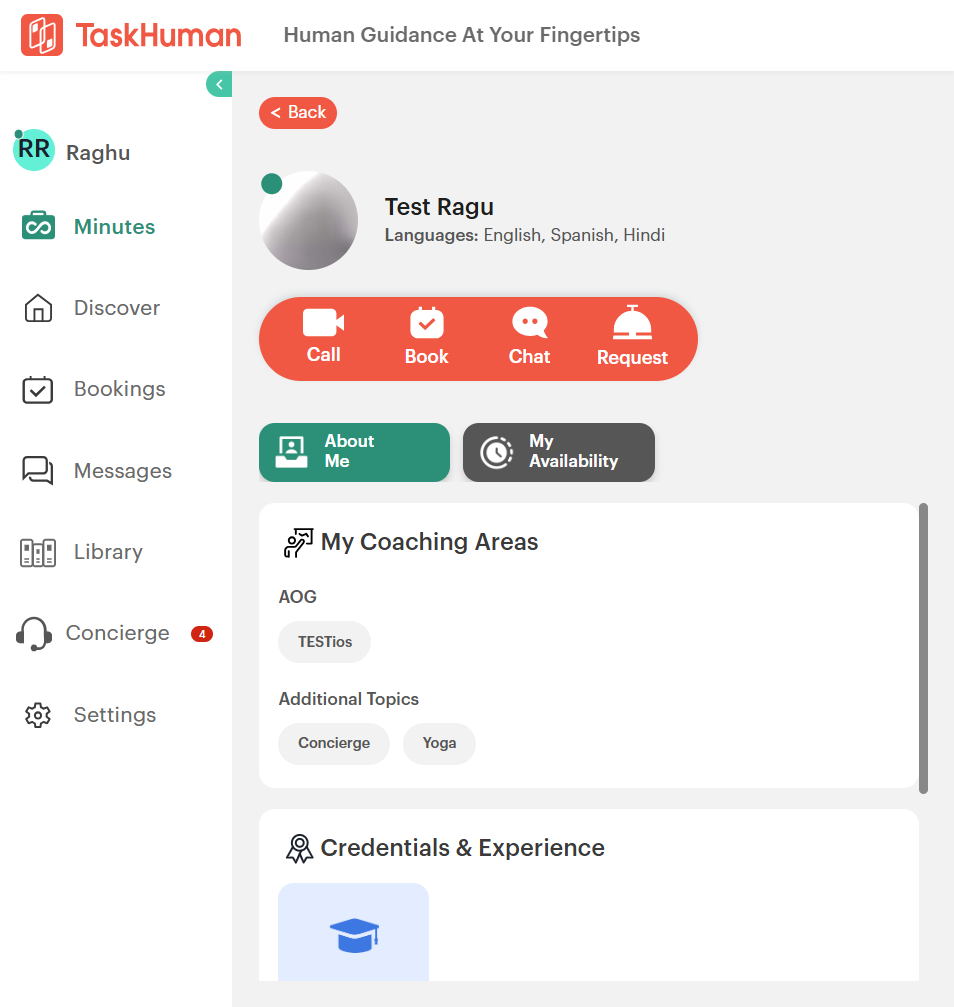 TaskHuman
Human Guidance At Your Fingertips
RR
Raghu
Minutes
Discover
Bookings
Messages
Library
Concierge
4
Settings
< Back
Test Ragu
Languages: English, Spanish, Hindi
Call
Book
Chat
Request
About
Me
My
Availability
My Coaching Areas
AOG
TESTios
Additional Topics
Concierge
Yoga
Credentials & Experience